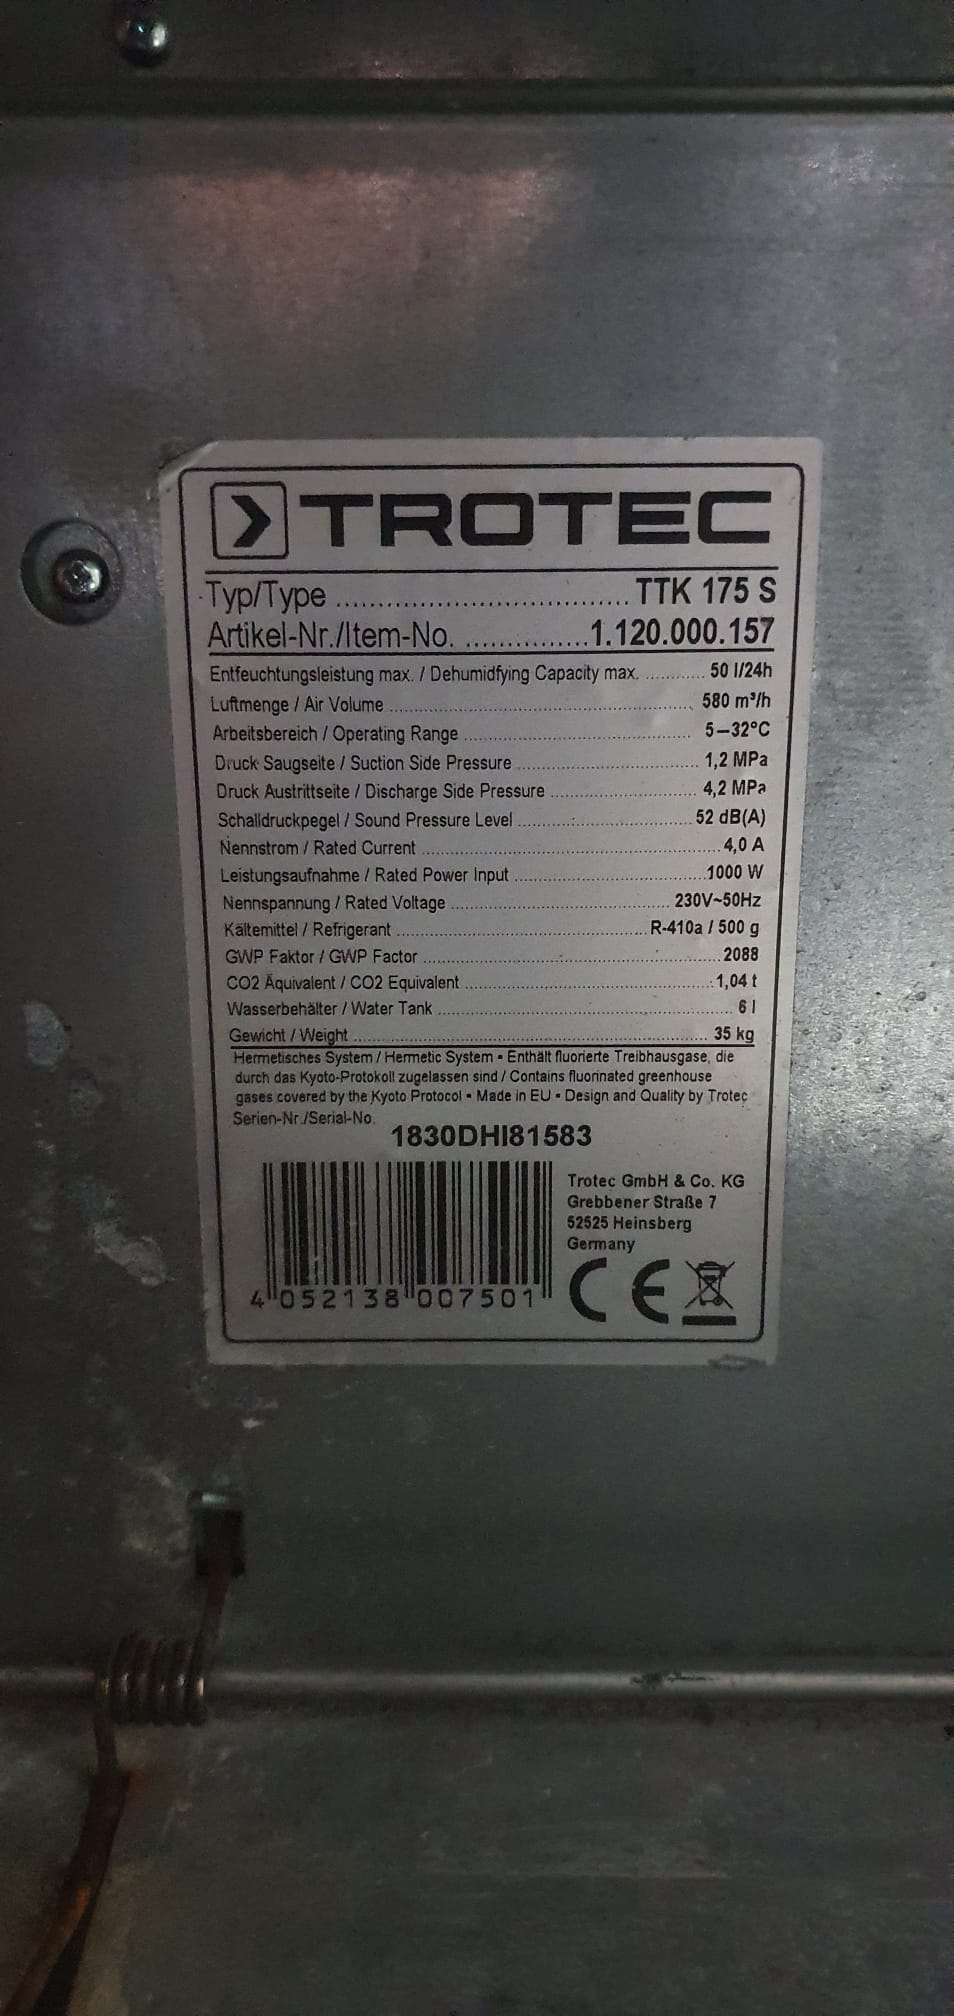 TROTEC
Typ/Type .................................. TTK 175 S
Artikel-Nr./Item-No. ...............1.120.000.157
Entfeuchtungsleistung max. / Dehumidfying Capacity max. ............ 50 l/24h
Luftmenge / Air Volume ............................................................ 580 m³/h
Arbeitsbereich / Operating Range ............................................. 5–32°C
Druck Saugseite / Suction Side Pressure ................................... 1,2 MPa
Druck Austrittseite / Discharge Side Pressure ............................. 4,2 MPa
Schalldruckpegel / Sound Pressure Level ................................... 52 dB(A)
Nennstrom / Rated Current ........................................................ 4,0 A
Leistungsaufnahme / Rated Power Input ..................................... 1000 W
Nennspannung / Rated Voltage ........................................... 230V~50Hz
Kältemittel / Refrigerant .................................................. R-410a / 500 g
GWP Faktor / GWP Factor ......................................................... 2088
CO2 Äquivalent / CO2 Equivalent ................................................ 1,04 t
Wasserbehälter / Water Tank ........................................................ 6 l
Gewicht / Weight .................................................................... 35 kg
Hermetisches System / Hermetic System ▪ Enthält fluorierte Treibhausgase, die
durch das Kyoto-Protokoll zugelassen sind / Contains fluorinated greenhouse
gases covered by the Kyoto Protocol ▪ Made in EU ▪ Design and Quality by Trotec
Serien-Nr./Serial-No.
1830DHI81583
Trotec GmbH & Co. KG
Grebbener Straße 7
52525 Heinsberg
Germany
4 052138 007501
CE